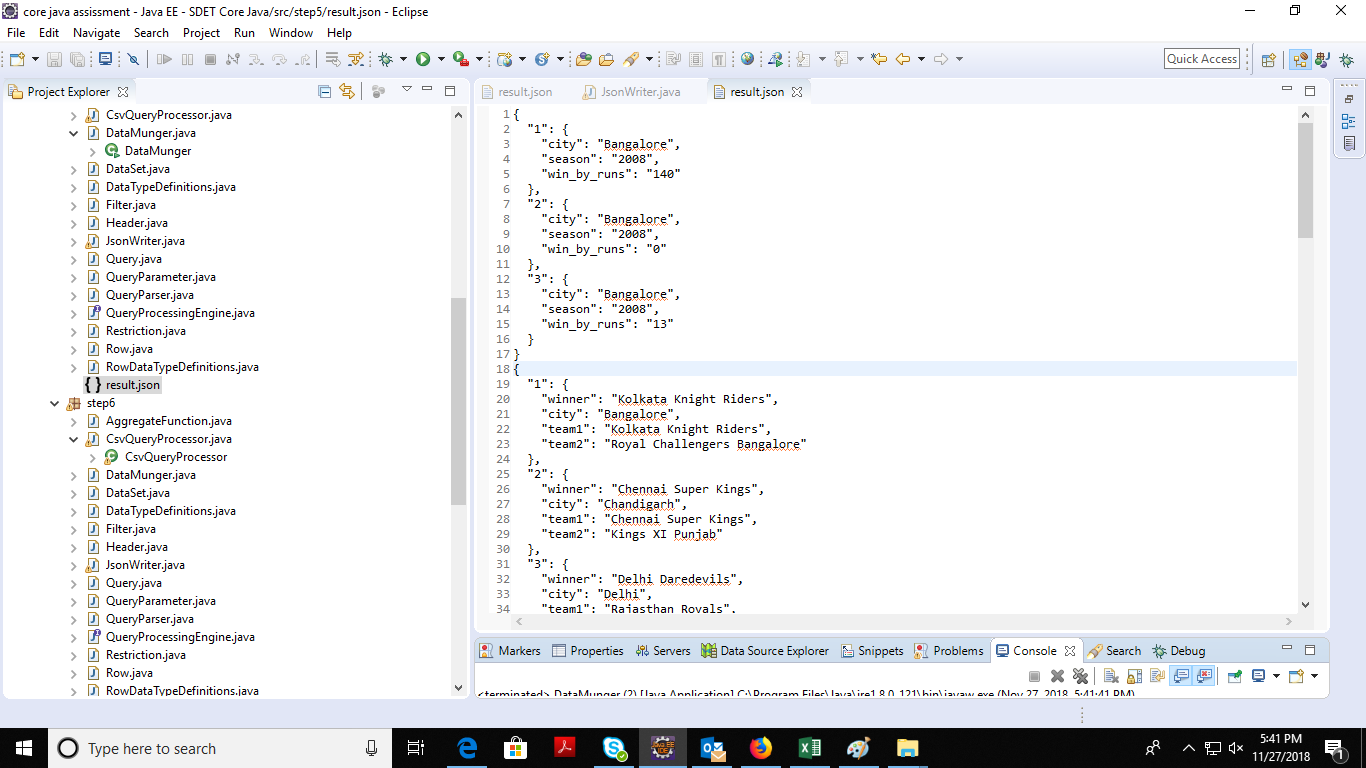 core java assissment - Java EE - SDET Core Java/src/step5/result.json - Eclipse
File Edit Navigate Search Project Run Window Help
Quick Access
Project Explorer
CsvQueryProcessor.java
DataMunger.java
DataMunger
DataSet.java
DataTypeDefinitions.java
Filter.java
Header.java
JsonWriter.java
Query.java
QueryParameter.java
QueryParser.java
QueryProcessingEngine.java
Restriction.java
Row.java
RowDataTypeDefinitions.java
result.json
step6
AggregateFunction.java
CsvQueryProcessor.java
CsvQueryProcessor
DataMunger.java
DataSet.java
DataTypeDefinitions.java
Filter.java
Header.java
JsonWriter.java
Query.java
QueryParameter.java
QueryParser.java
QueryProcessingEngine.java
Restriction.java
Row.java
RowDataTypeDefinitions.java
result.json JsonWriter.java result.json
1 {
2 "1": {
3 "city": "Bangalore",
4 "season": "2008",
5 "win_by_runs": "140"
6 },
7 "2": {
8 "city": "Bangalore",
9 "season": "2008",
10 "win_by_runs": "0"
11 },
12 "3": {
13 "city": "Bangalore",
14 "season": "2008",
15 "win_by_runs": "13"
16 }
17 }
18 {
19 "1": {
20 "winner": "Kolkata Knight Riders",
21 "city": "Bangalore",
22 "team1": "Kolkata Knight Riders",
23 "team2": "Royal Challengers Bangalore"
24 },
25 "2": {
26 "winner": "Chennai Super Kings",
27 "city": "Chandigarh",
28 "team1": "Chennai Super Kings",
29 "team2": "Kings XI Punjab"
30 },
31 "3": {
32 "winner": "Delhi Daredevils",
33 "city": "Delhi",
34 "team1": "Rajasthan Royals",
Markers Properties Servers Data Source Explorer Snippets Problems Console Search Debug
<terminated> DataMunger (2) [Java Application] C:\Program Files\Java\jre1.8.0_121\bin\javaw.exe (Nov 27, 2018, 5:41:41 PM)
Type here to search
5:41 PM
11/27/2018
1